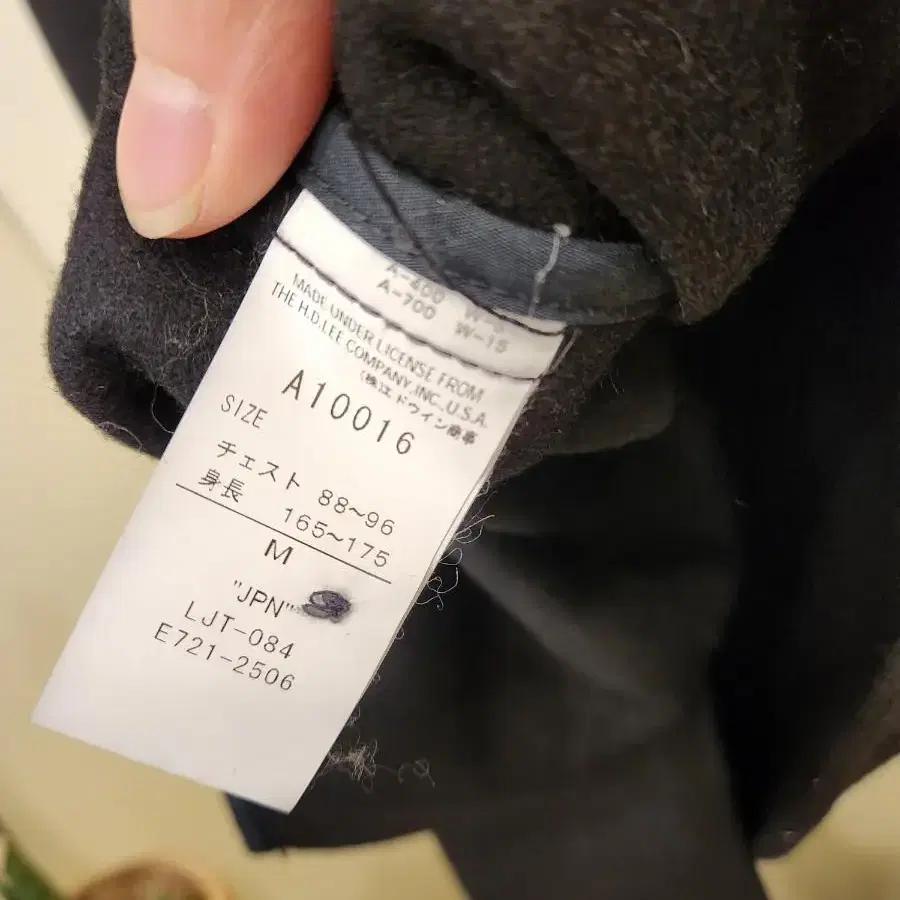 A-400
A-700 W-15
MADE UNDER LICENSE FROM
THE H.D.LEE COMPANY,INC.,U.S.A.
(株)エドウイン商事
A10016
SIZE
チェスト 88~96
身長 165~175
M
"JPN"
LJT-084
E721-2506